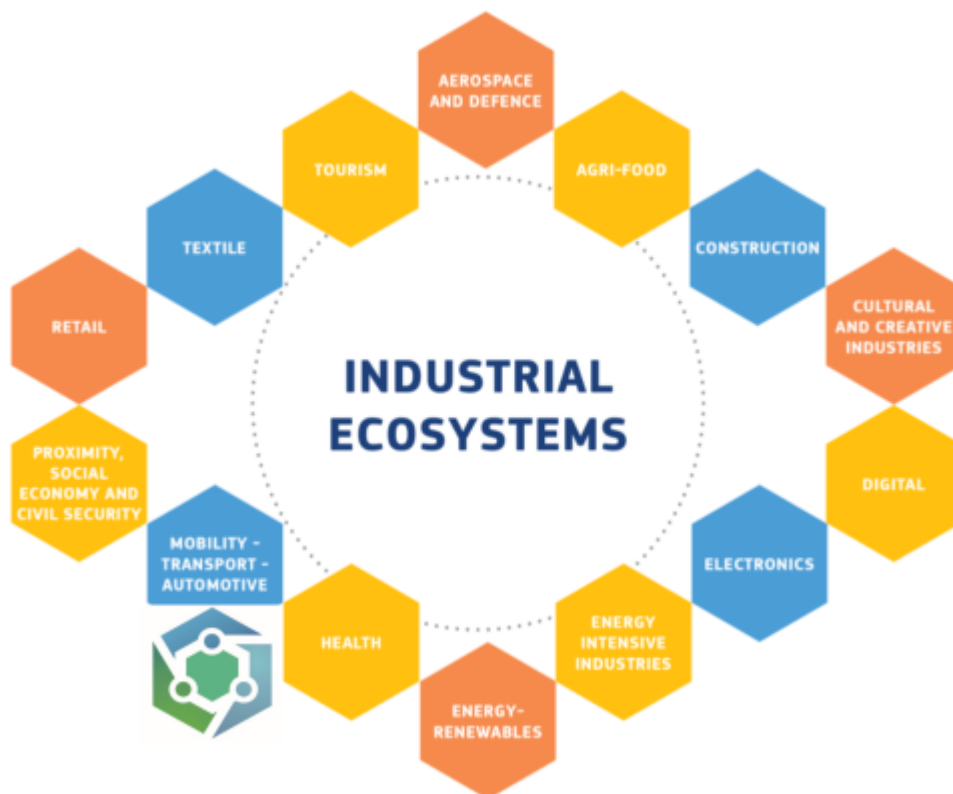 AEROSPACE
AND DEFENCE
TOURISM
AGRI-FOOD
TEXTILE
CONSTRUCTION
RETAIL
CULTURAL
AND CREATIVE
INDUSTRIES
INDUSTRIAL
ECOSYSTEMS
PROXIMITY,
SOCIAL
ECONOMY AND
CIVIL SECURITY
DIGITAL
MOBILITY -
TRANSPORT -
AUTOMOTIVE
ELECTRONICS
HEALTH
ENERGY
INTENSIVE
INDUSTRIES
ENERGY-
RENEWABLES